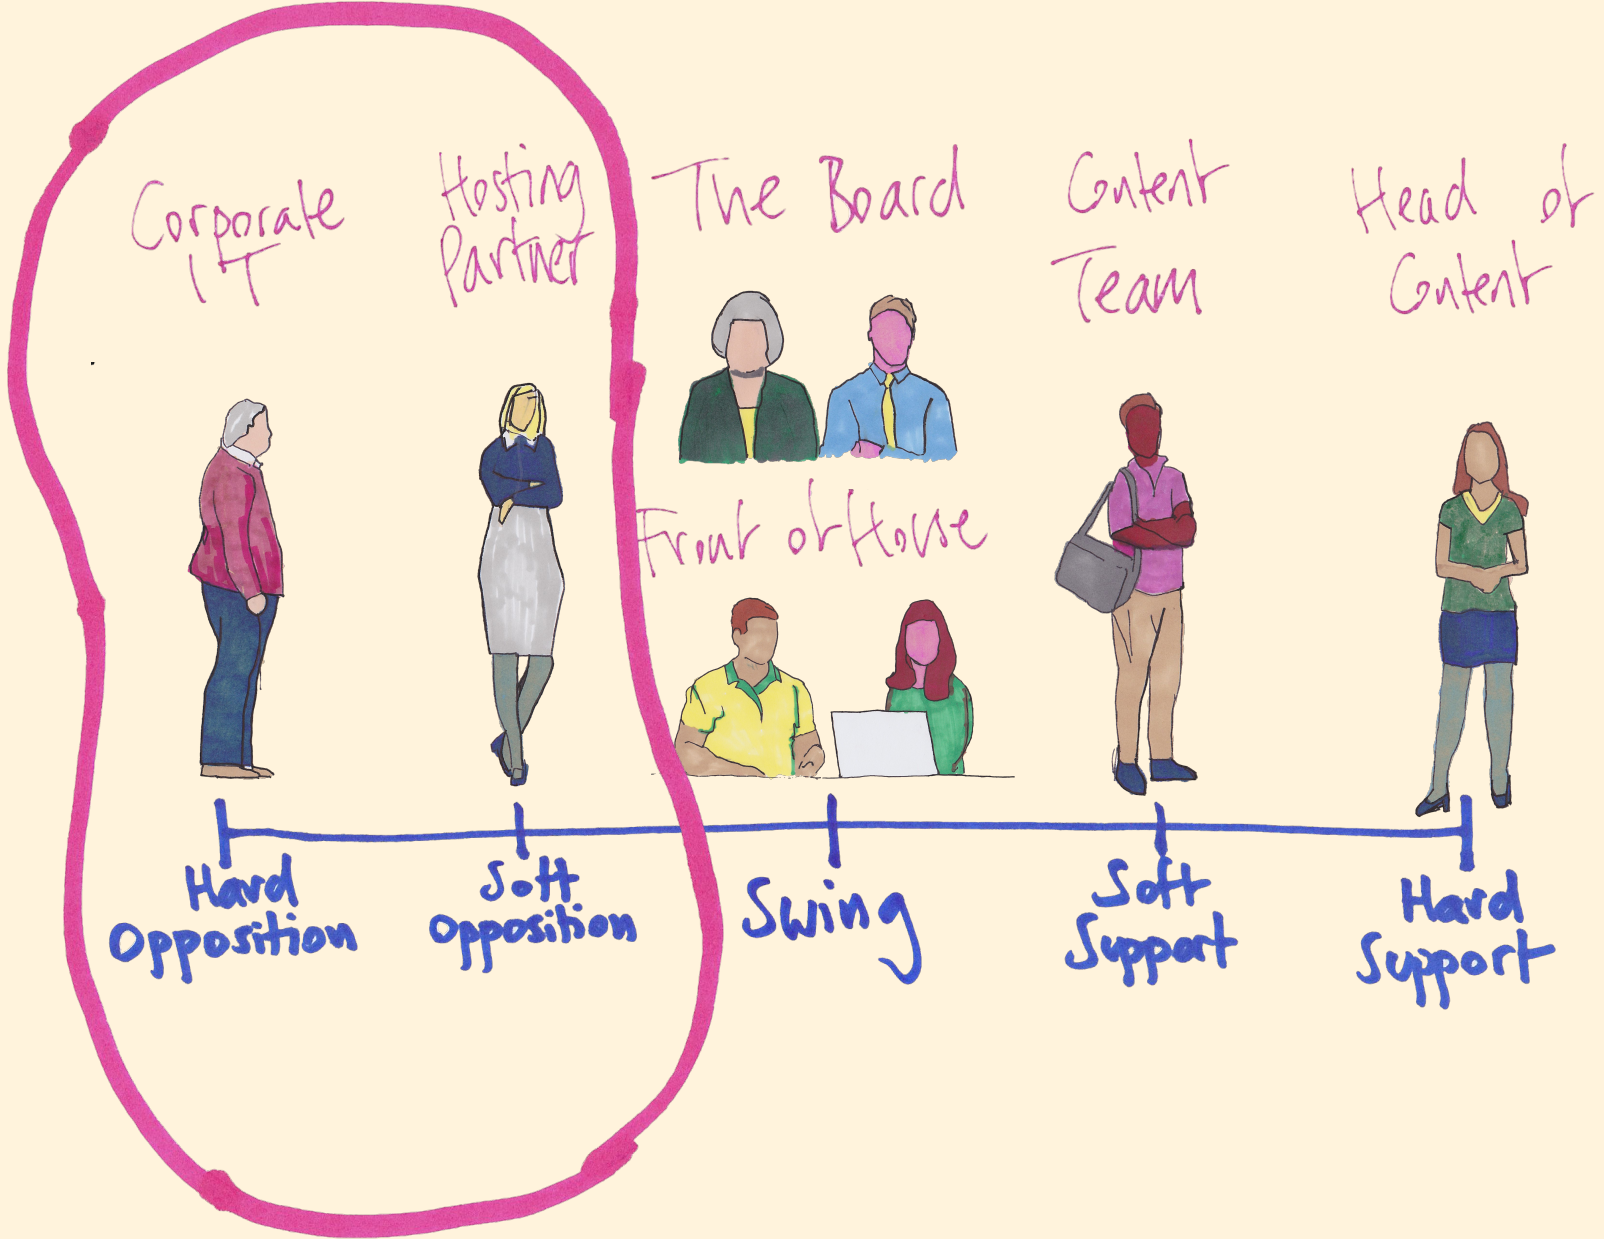 Corporate
IT
Hosting
Partner
The Board
Front of House
Content
Team
Head of
Content
Hard
Opposition
Soft
Opposition
Swing
Soft
Support
Hard
Support